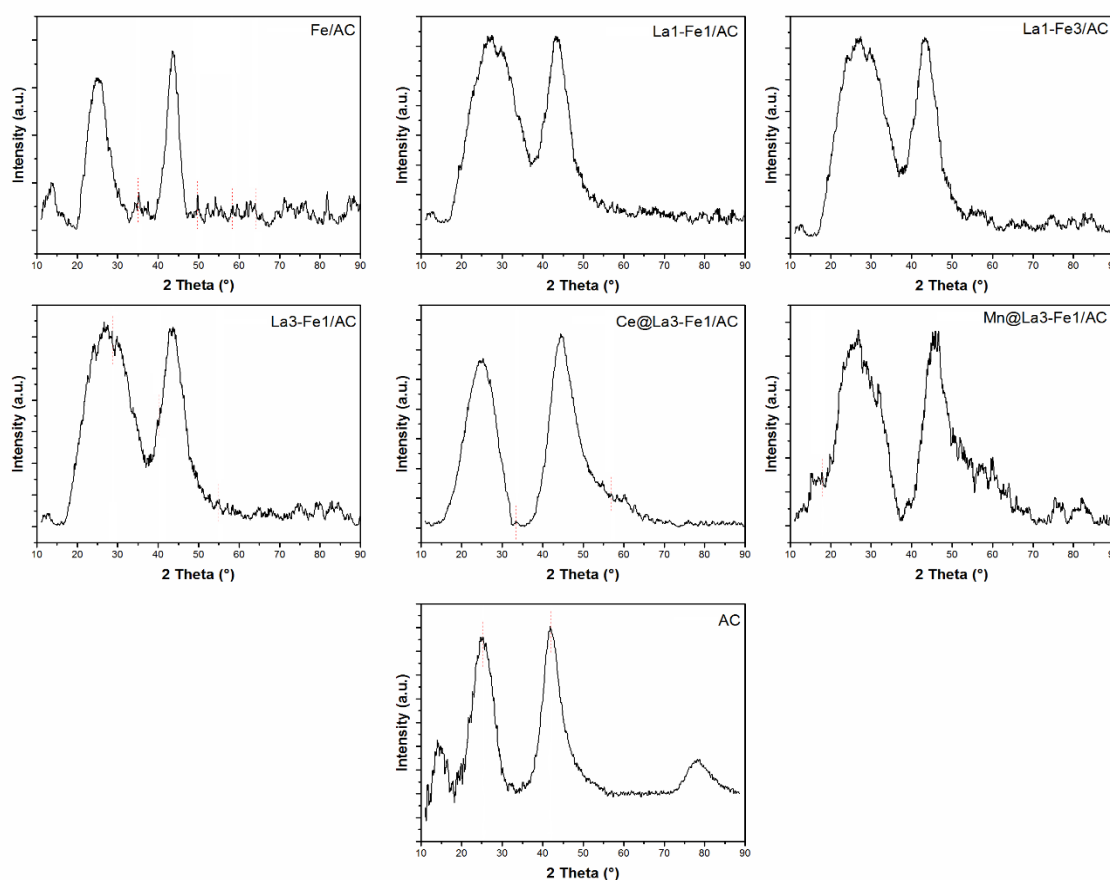 Fe/AC
Intensity (a.u.)
10 20 30 40 50 60 70 80 90
2 Theta (°)
La1-Fe1/AC
Intensity (a.u.)
10 20 30 40 50 60 70 80 90
2 Theta (°)
La1-Fe3/AC
Intensity (a.u.)
10 20 30 40 50 60 70 80 90
2 Theta (°)
La3-Fe1/AC
Intensity (a.u.)
10 20 30 40 50 60 70 80 90
2 Theta (°)
Ce@La3-Fe1/AC
Intensity (a.u.)
10 20 30 40 50 60 70 80 90
2 Theta (°)
Mn@La3-Fe1/AC
Intensity (a.u.)
10 20 30 40 50 60 70 80 90
2 Theta (°)
AC
Intensity (a.u.)
10 20 30 40 50 60 70 80 90
2 Theta (°)